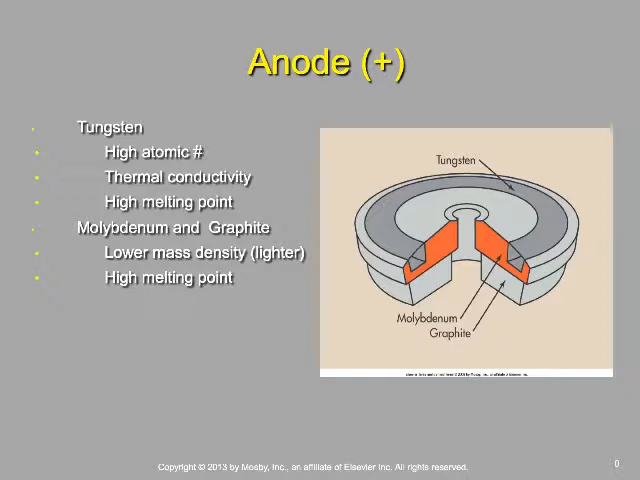 Anode (+)
Tungsten
High atomic #
Thermal conductivity
High melting point
Molybdenum and Graphite
Lower mass density (lighter)
High melting point
Tungsten
Molybdenum
Graphite
Copyright © 2013 by Mosby, Inc., an affiliate of Elsevier Inc. All rights reserved.
0